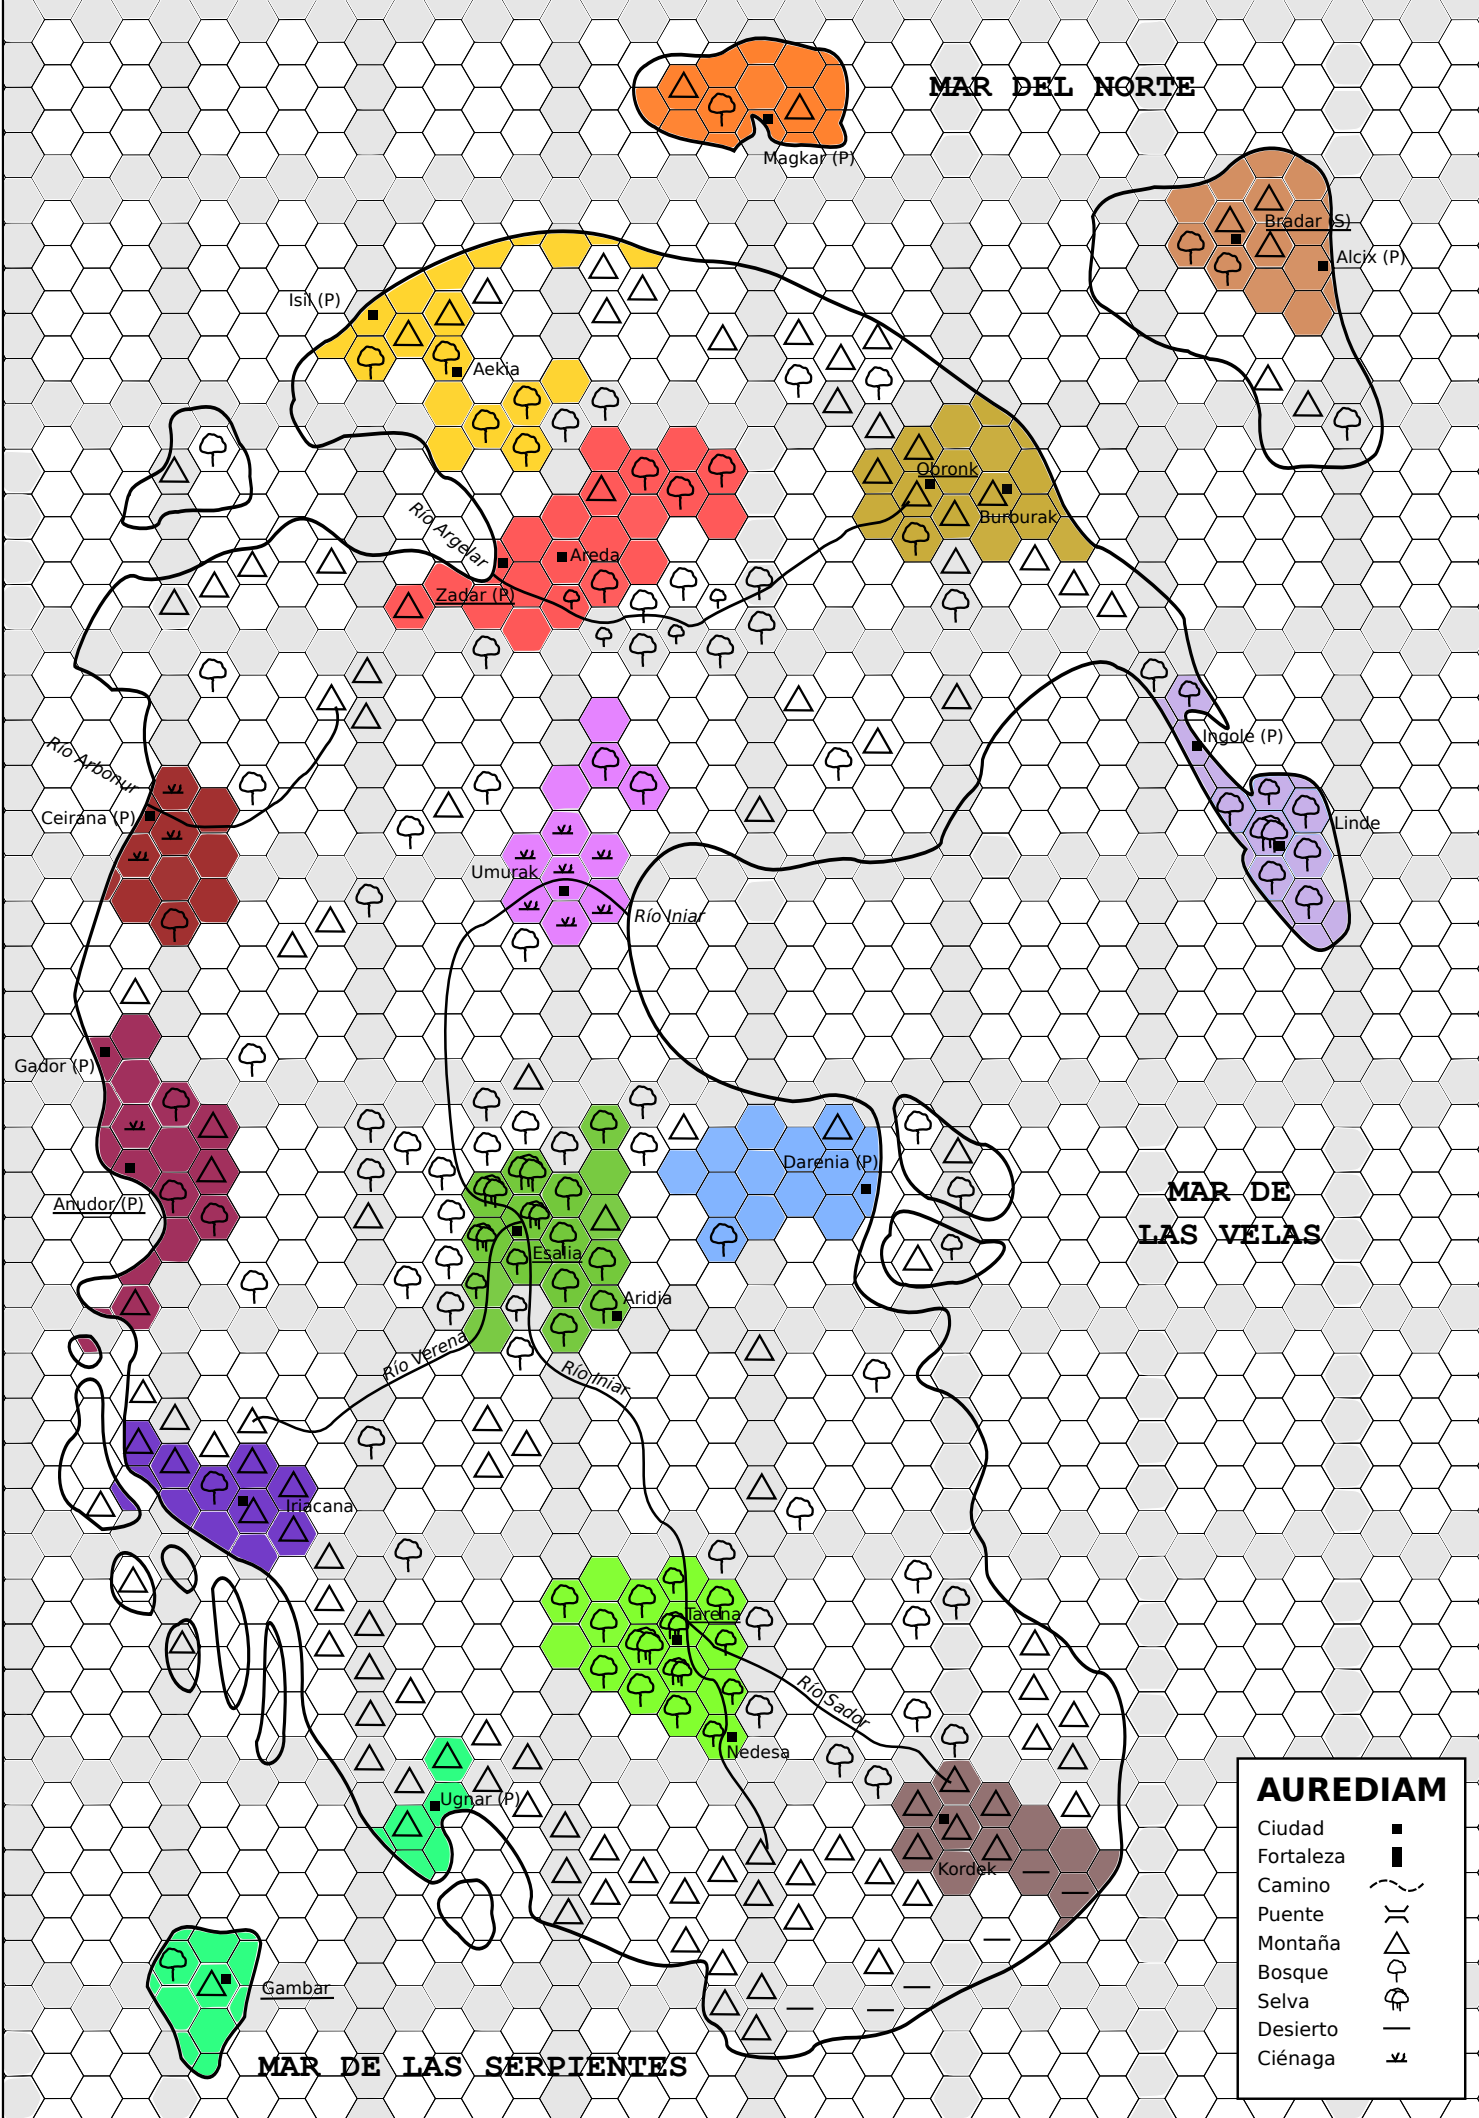 MAR DEL NORTE
Magkar (P)
Bradar (S)
Alcix (P)
Isil (P)
Aekia
Obronk
Burburak
Río Argelar
Areda
Zadar (P)
Ingole (P)
Río Arbonur
Ceirana (P)
Linde
Umurak
Río Iniar
Gador (P)
Darenia (P)
Anudor (P)
MAR DE
LAS VELAS
Esalia
Aridia
Río Verena
Río Iniar
Iriacana
Tarena
Río Sador
Nedesa
Ugnar (P)
Kordek
Gambar
MAR DE LAS SERPIENTES
AUREDIAM
Ciudad
Fortaleza
Camino
Puente
Montaña
Bosque
Selva
Desierto
Ciénaga